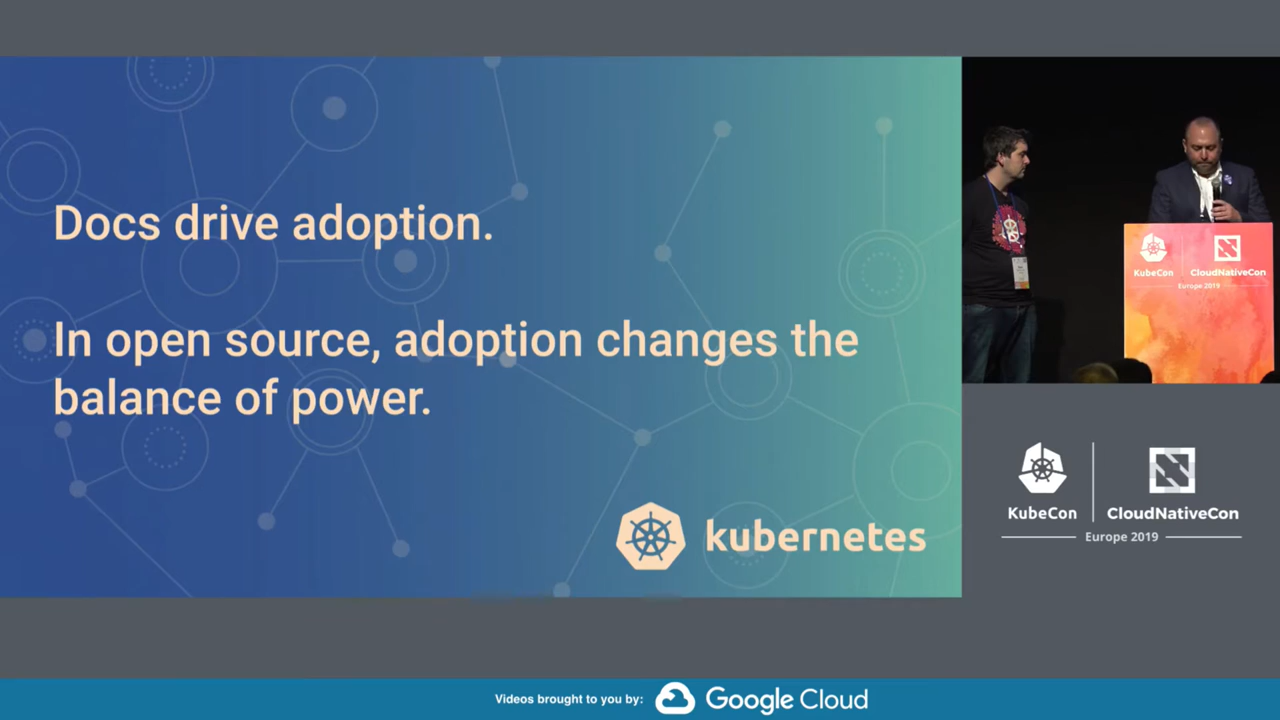 Docs drive adoption.
In open source, adoption changes the
balance of power.
kubernetes
KubeCon
CloudNativeCon
Europe 2019
KubeCon
CloudNativeCon
Europe 2019
Videos brought to you by:
Google Cloud